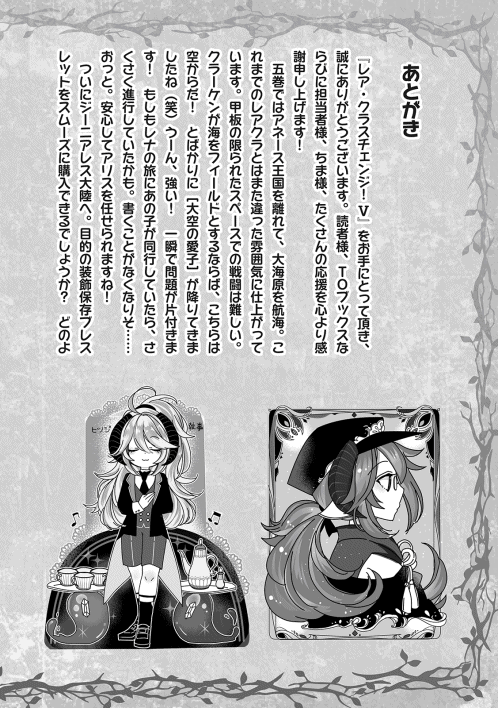 あとがき
『レア・クラスチェンジ！Ⅴ』をお手にとって頂き、
誠にありがとうございます。読者様、TOブックスな
らびに担当者様、ちま様、たくさんの応援を心より感
謝申し上げます！
五巻ではアネース王国を離れて、大海原を航海。こ
れまでのレアクラとはまた違った雰囲気に仕上がって
います。甲板の限られたスペースでの戦闘は難しい。
クラーケンが海をフィールドとするならば、こちらは
空からだ！　とばかりに［大空の愛子］が降りてきま
したね（笑）うーん、強い！　一瞬で問題が片付きま
す！　もしもレナの旅にあの子が同行していたら、さ
くさく進行していたかも。書くことがなくなりそ……
おっと。安心してアリスを任せられますね！
ついにジーニアレス大陸へ。目的の装飾保存ブレス
レットをスムーズに購入できるでしょうか？　どのよ
ヒツジ
執事